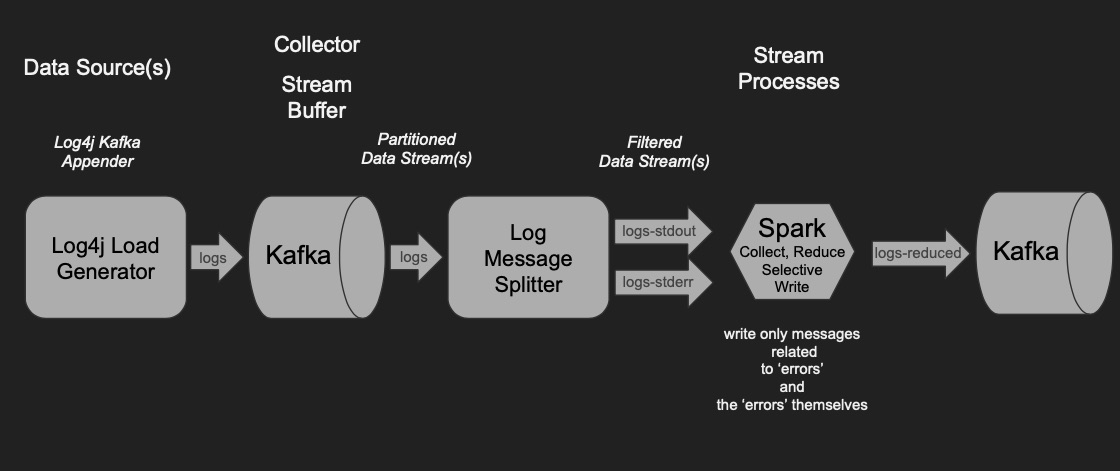 Data Source(s)
Collector
Stream
Buffer
Stream
Processes
Log4j Kafka
Appender
Partitioned
Data Stream(s)
Filtered
Data Stream(s)
Log4j Load
Generator
logs
Kafka
logs
Log
Message
Splitter
logs-stdout
logs-stderr
Spark
Collect, Reduce
Selective
Write
logs-reduced
Kafka
write only messages
related
to ‘errors’
and
the ‘errors’ themselves